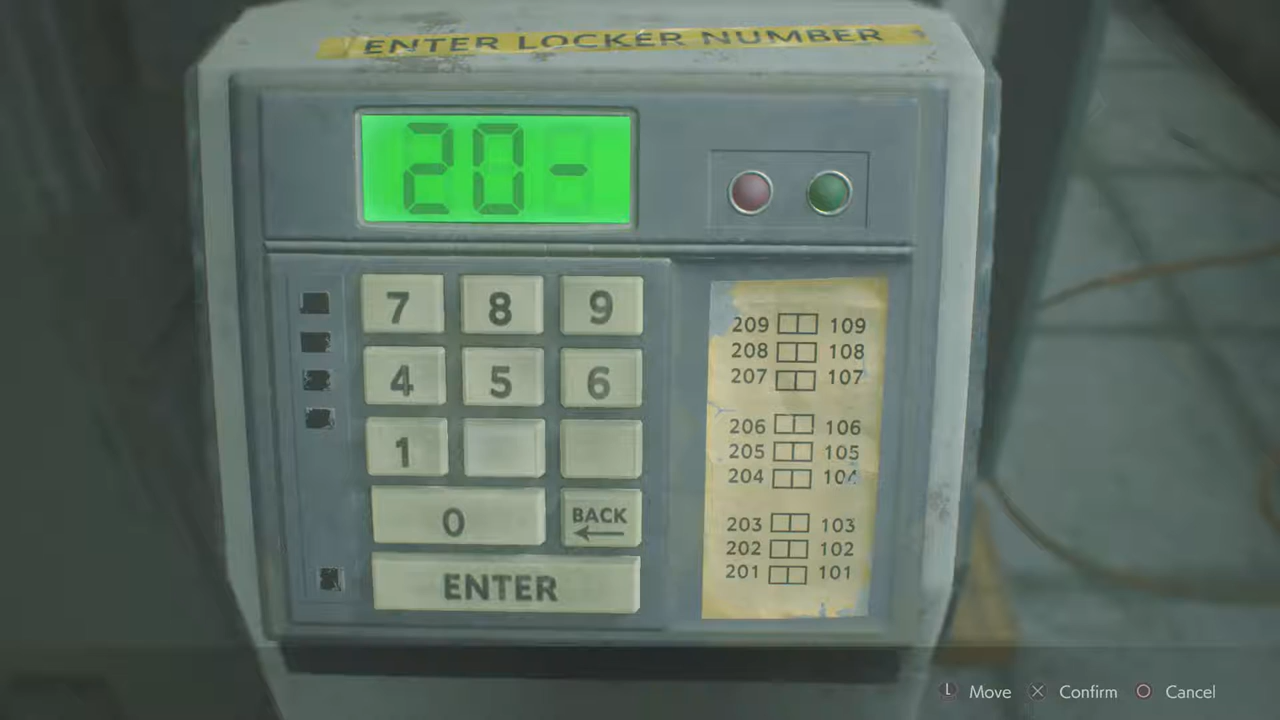 ENTER LOCKER NUMBER
20-
7 8 9
4 5 6
1
0 BACK
ENTER
209 109
208 108
207 107
206 106
205 105
204 104
203 103
202 102
201 101
L Move X Confirm O Cancel